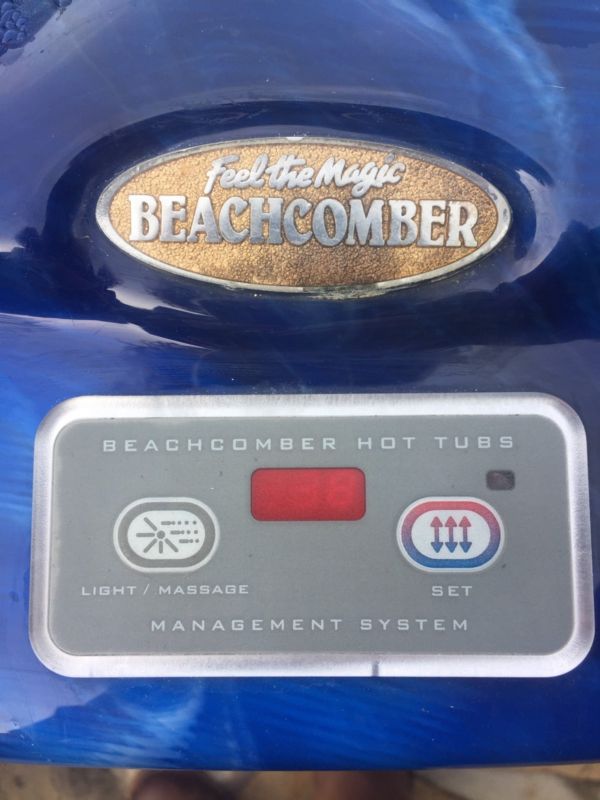 Feel the Magic
BEACHCOMBER
BEACHCOMBER HOT TUBS
LIGHT / MASSAGE
SET
MANAGEMENT SYSTEM